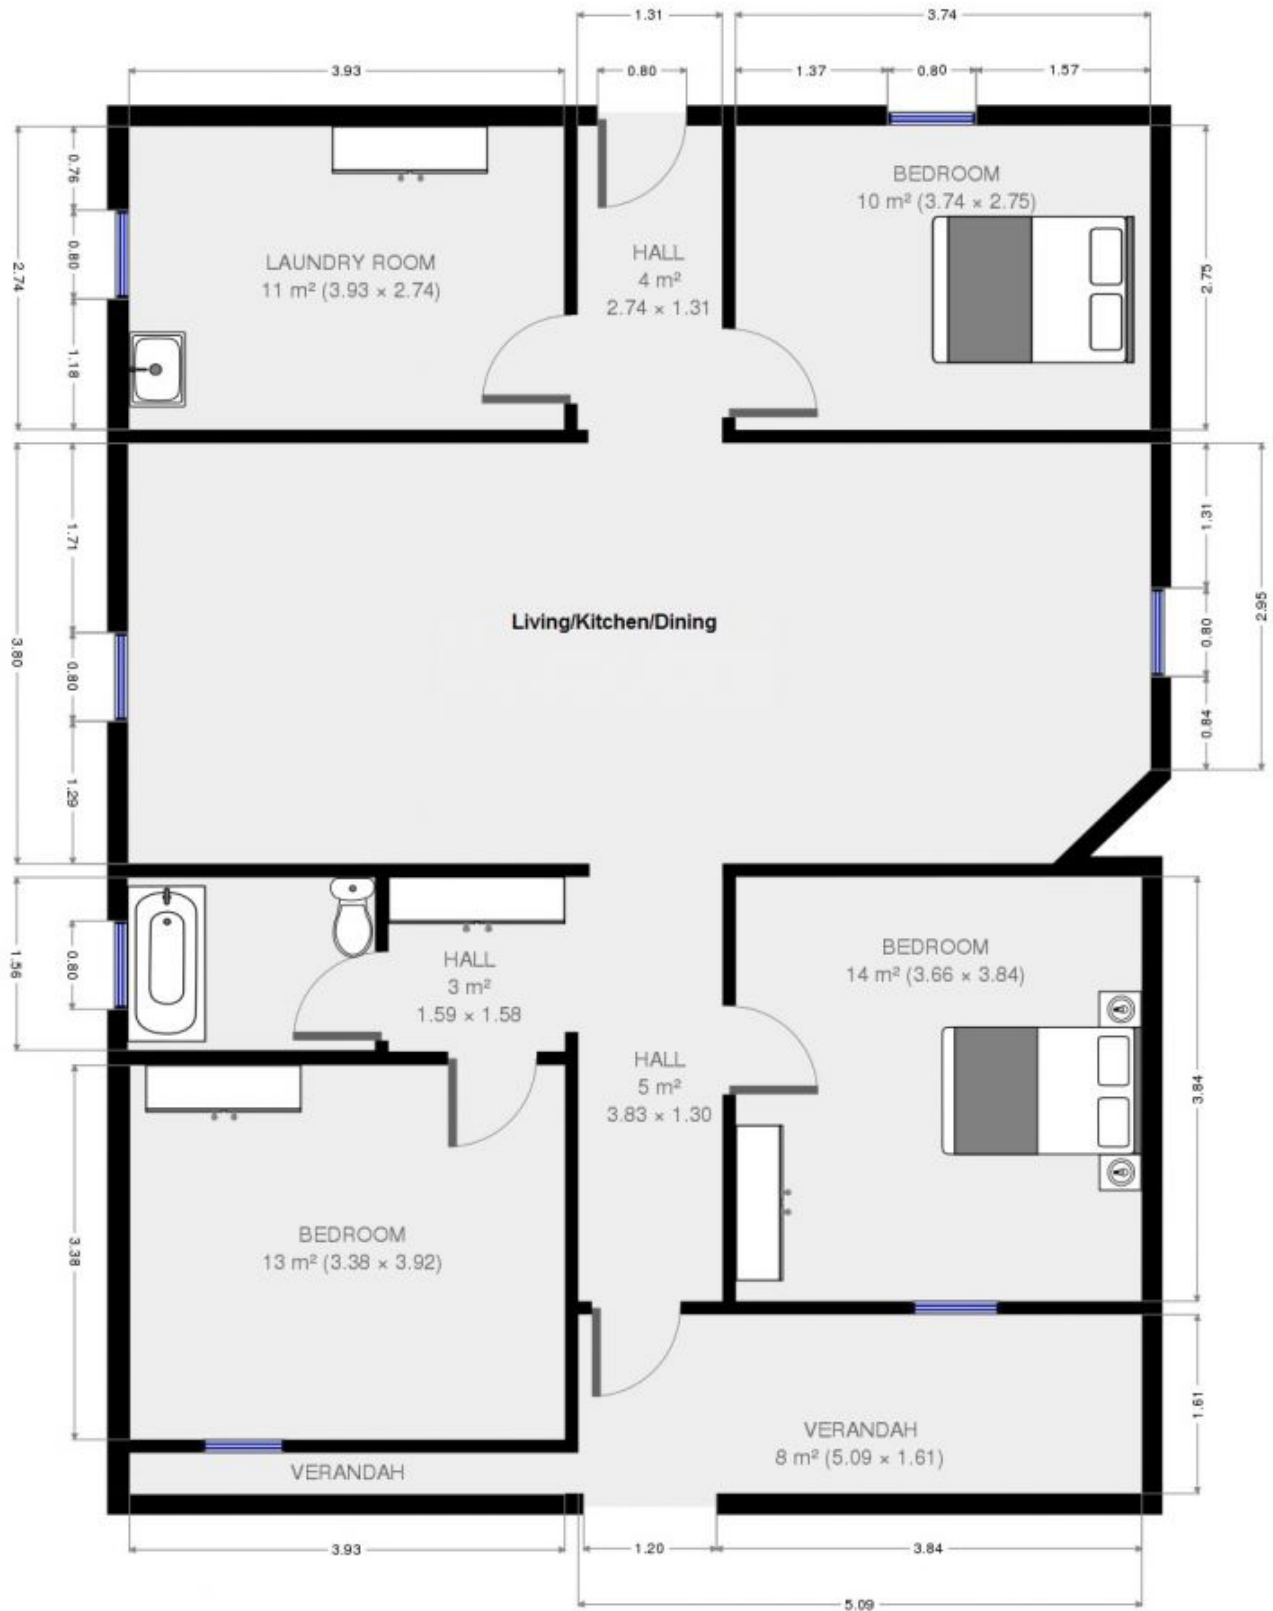 1.31
3.74
3.93
0.80
1.37
0.80
1.57
0.76
0.80
1.18
2.74
LAUNDRY ROOM
11 m² (3.93 × 2.74)
HALL
4 m²
2.74 × 1.31
BEDROOM
10 m² (3.74 × 2.75)
2.75
1.71
0.80
1.29
3.80
Living/Kitchen/Dining
1.31
0.80
0.84
2.95
1.56
0.80
HALL
3 m²
1.59 × 1.58
BEDROOM
14 m² (3.66 × 3.84)
HALL
5 m²
3.83 × 1.30
3.84
3.38
BEDROOM
13 m² (3.38 × 3.92)
VERANDAH
8 m² (5.09 × 1.61)
1.61
VERANDAH
3.93
1.20
3.84
5.09